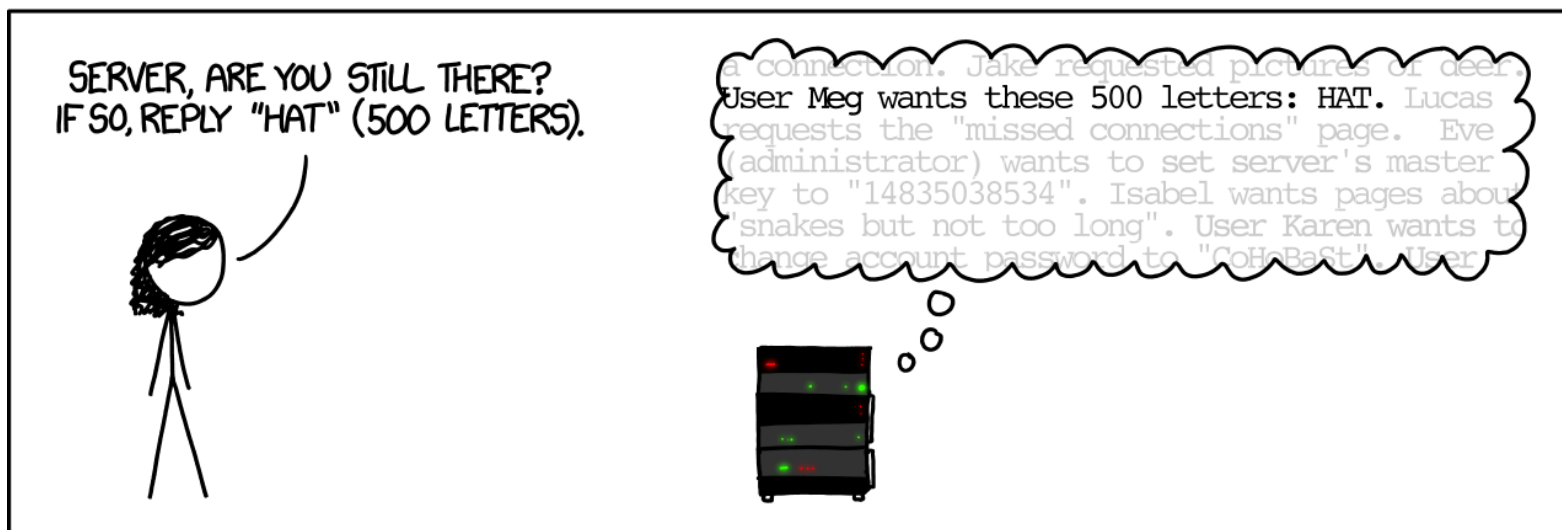 SERVER, ARE YOU STILL THERE?
IF SO, REPLY "HAT" (500 LETTERS).
a connection. Jake requested pictures of deer.
User Meg wants these 500 letters: HAT. Lucas
requests the "missed connections" page. Eve
(administrator) wants to set server's master
key to "14835038534". Isabel wants pages about
"snakes but not too long". User Karen wants to
change account password to "CoHoBaSt". User